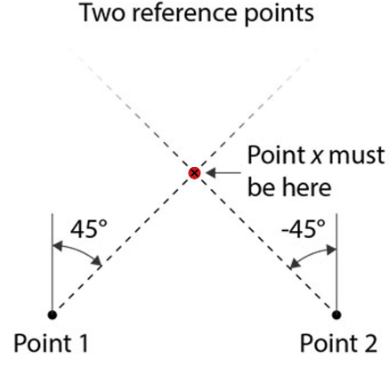 Two reference points
Point x must
be here
45°
-45°
Point 1
Point 2